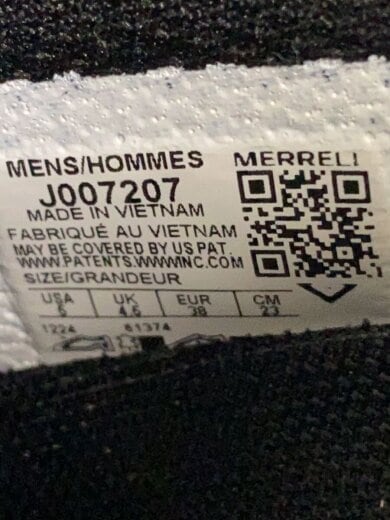 MENS/HOMMES MERRELL
J007207
MADE IN VIETNAM
FABRIQUÉ AU VIETNAM
MAY BE COVERED BY US PAT.
WWW.PATENTS.WWWINC.COM
SIZE/GRANDEUR
USA UK EUR CM
5 4.5 38 23
1224 61374